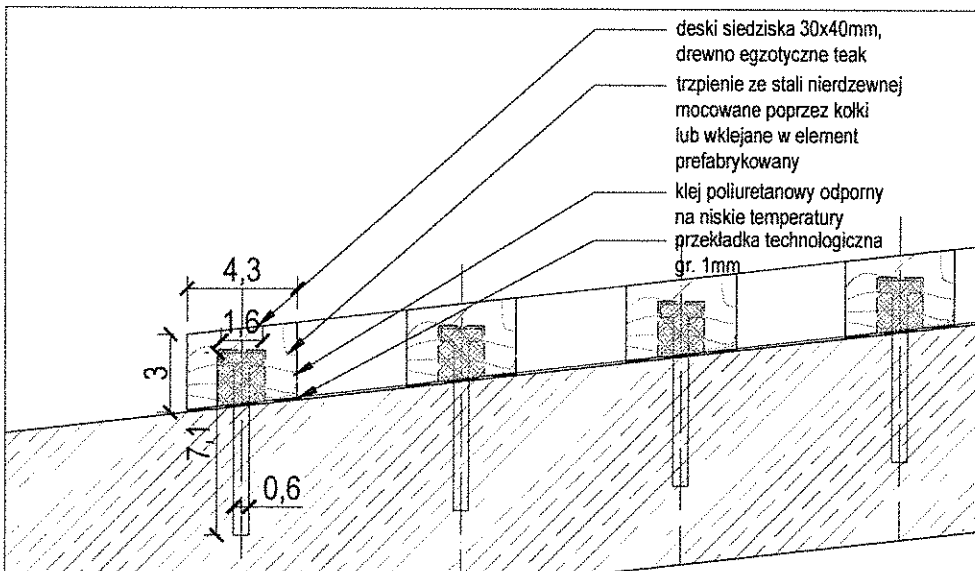 deski siedziska 30x40mm,
drewno egzotyczne teak
trzpienie ze stali nierdzewnej
mocowane poprzez kołki
lub wklejane w element
prefabrykowany
klej poliuretanowy odporny
na niskie temperatury
przekładka technologiczna
gr. 1mm
4,3
1,6
3
7,1
0,6